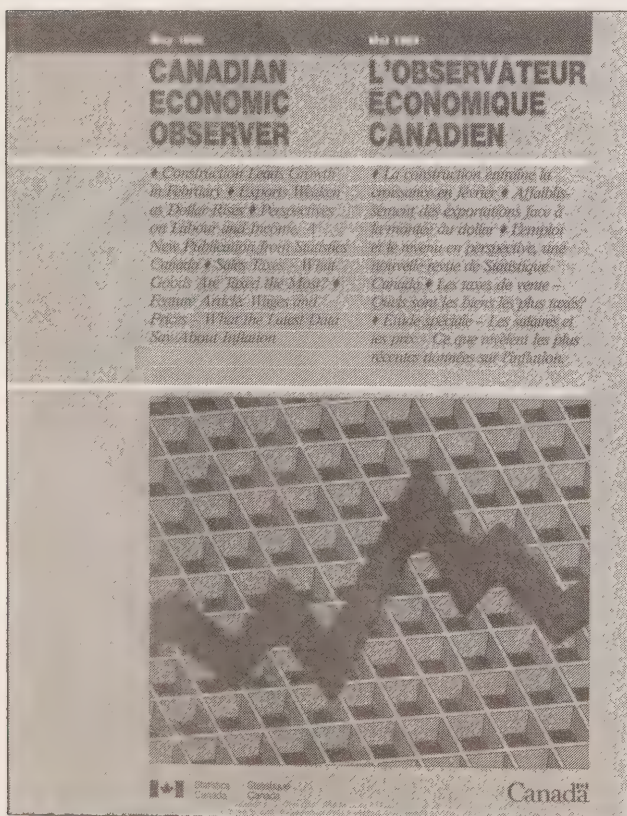 May 1989
Mai 1989
CANADIAN
ECONOMIC
OBSERVER
L'OBSERVATEUR
ÉCONOMIQUE
CANADIEN
♦ Construction Leads Growth
in February ♦ Exports Weaken
as Dollar Rises ♦ Perspectives
on Labour and Income, A
New Publication from Statistics
Canada ♦ Sales Taxes – What
Goods Are Taxed the Most? ♦
Feature Article: Wages and
Prices – What the Latest Data
Say About Inflation
♦ La construction entraîne la
croissance en février ♦ Affaiblis-
sement des exportations face à
la montée du dollar ♦ L'emploi
et le revenu en perspective, une
nouvelle revue de Statistique
Canada ♦ Les taxes de vente –
Quels sont les biens les plus taxés?
♦ Étude spéciale – Les salaires et
les prix – Ce que révèlent les plus
récentes données sur l'inflation.
Statistics
Canada
Statistique
Canada
Canada